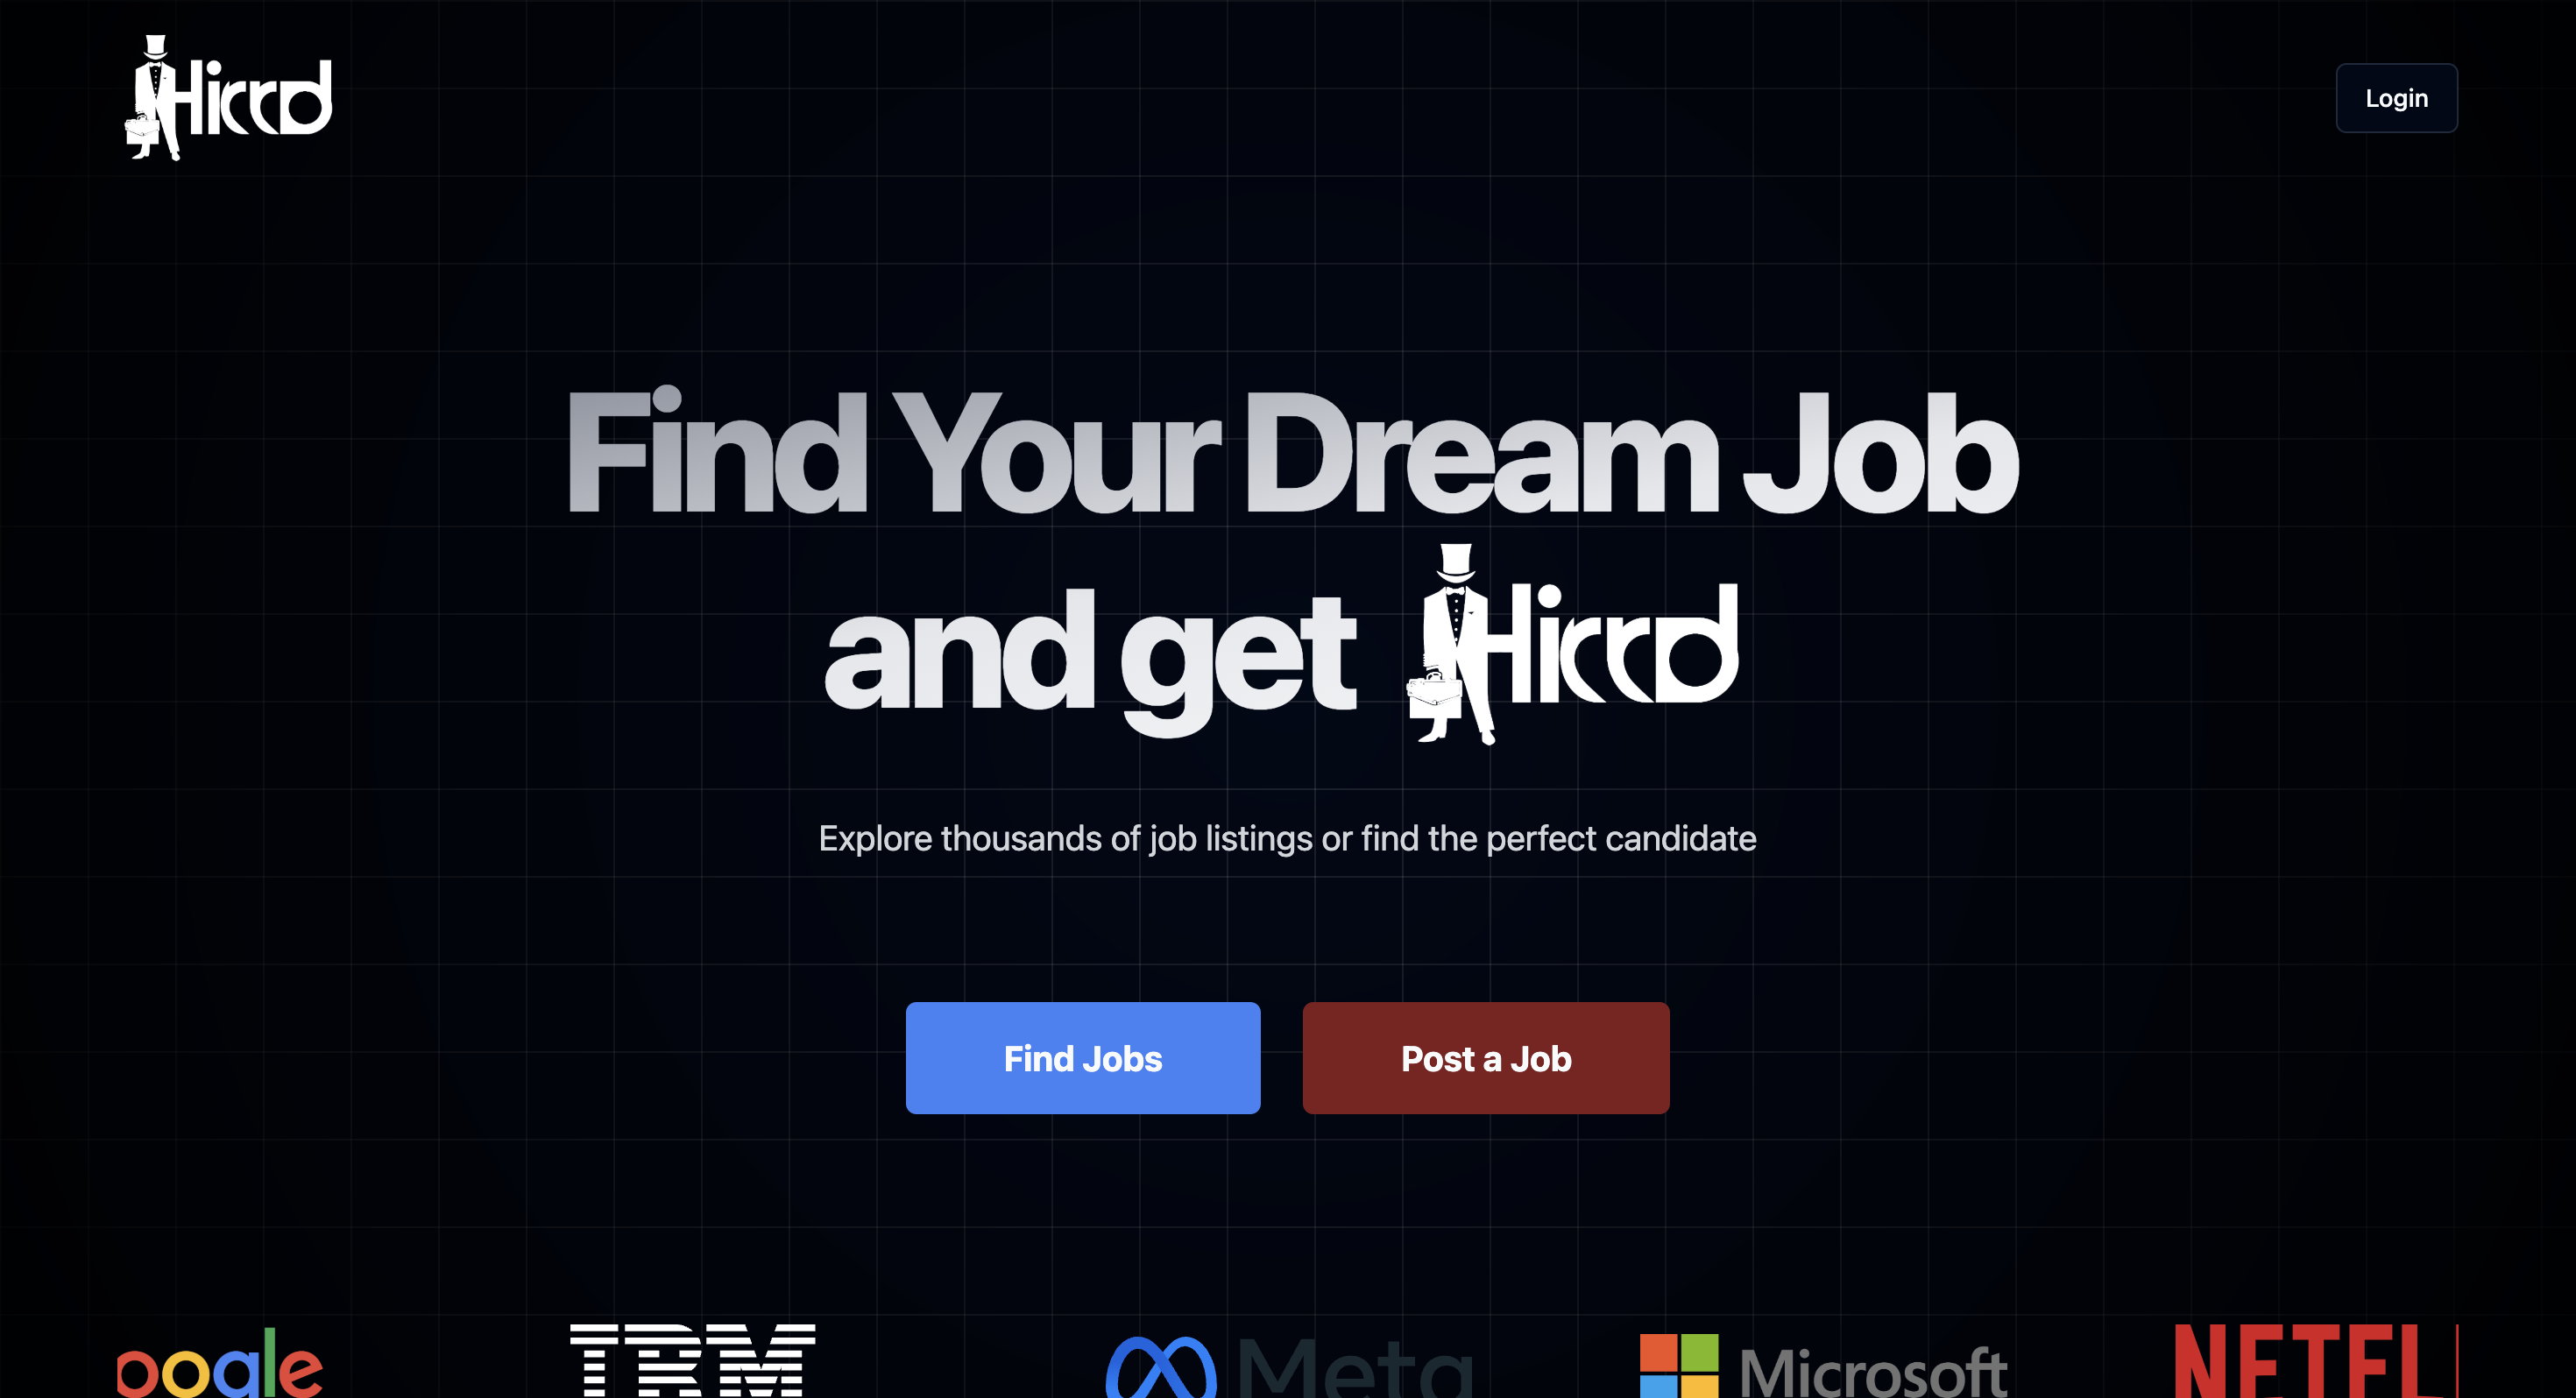 Hirrd
Login
Find Your Dream Job
and get Hirrd
Explore thousands of job listings or find the perfect candidate
Find Jobs
Post a Job
oogle IBM Meta Microsoft NETFL